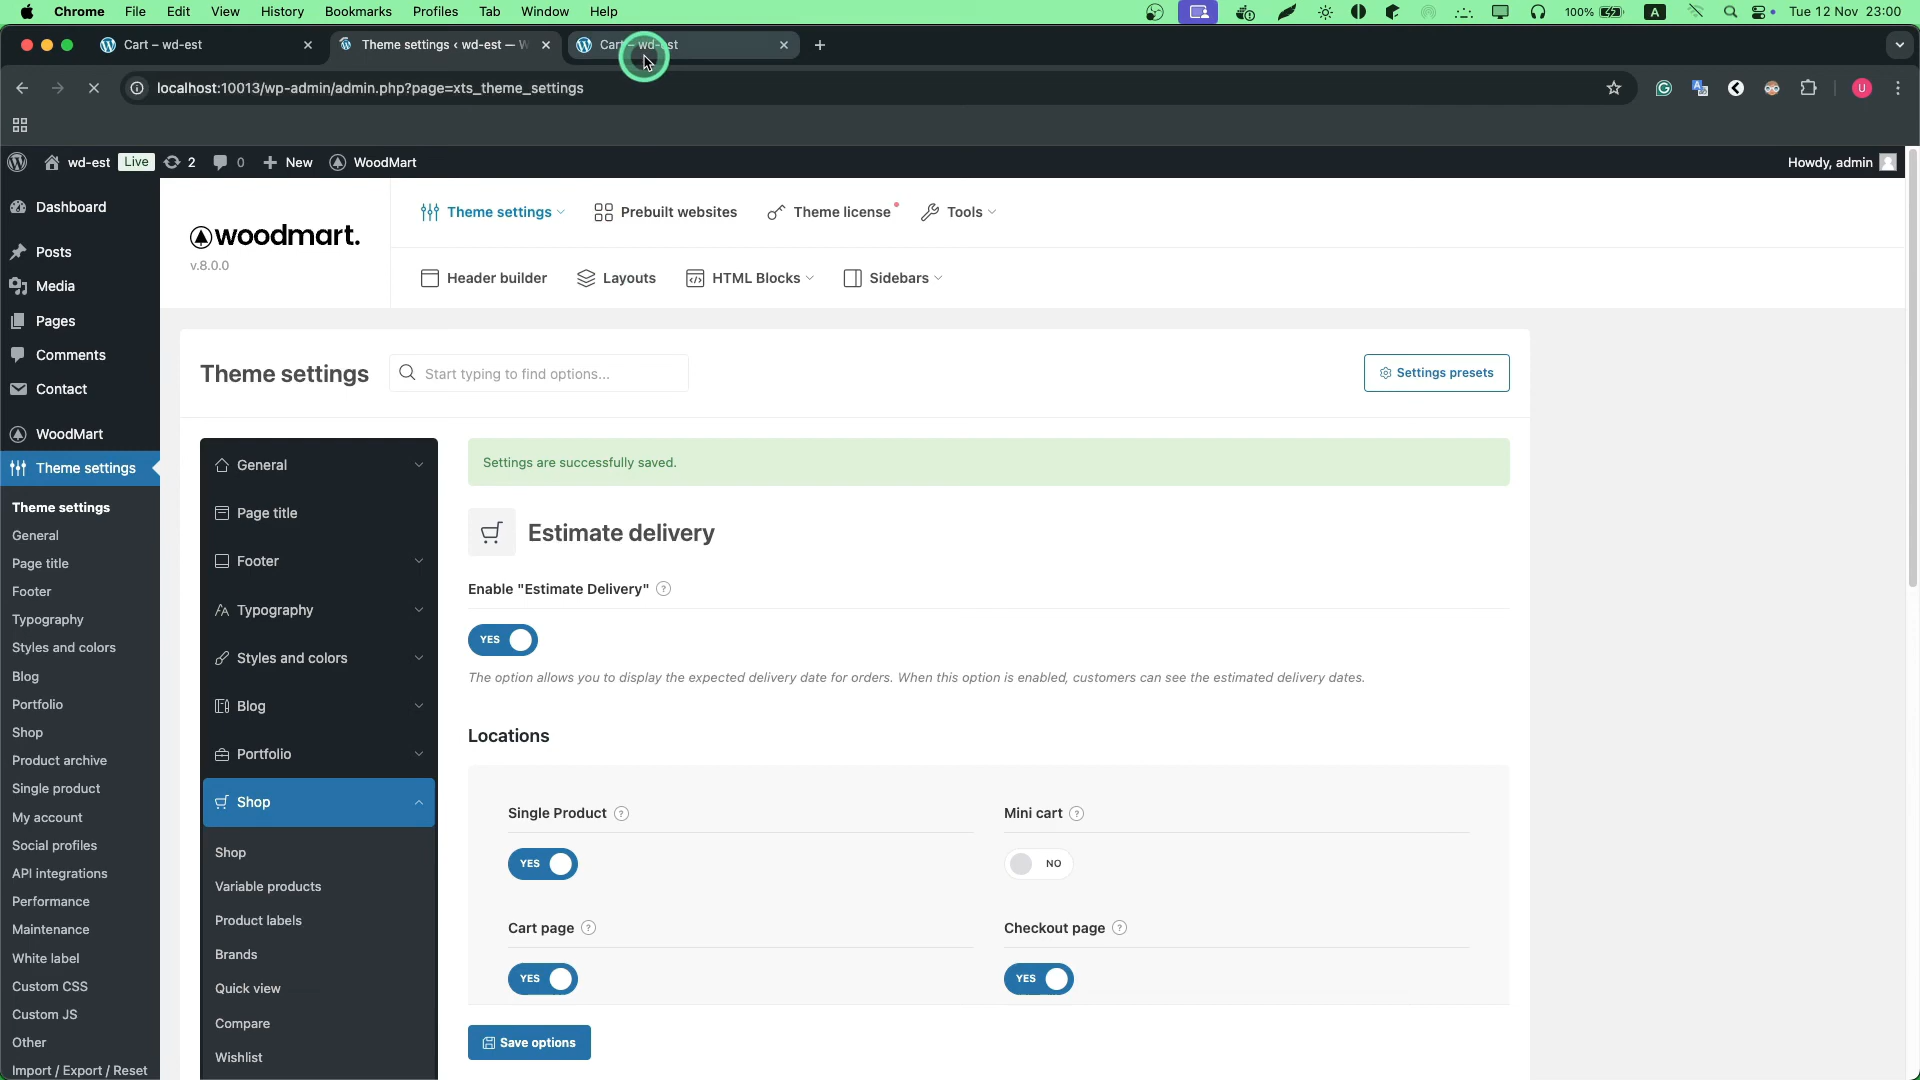 Chrome File Edit View History Bookmarks Profiles Tab Window Help 100% A Tue 12 Nov 23:00
Cart – wd-est Theme settings ‹ wd-est — W Cart – wd-est
localhost:10013/wp-admin/admin.php?page=xts_theme_settings U
wd-est Live 2 0 New WoodMart Howdy, admin
Dashboard
Posts
Media
Pages
Comments
Contact
WoodMart
Theme settings
Theme settings
General
Page title
Footer
Typography
Styles and colors
Blog
Portfolio
Shop
Product archive
Single product
My account
Social profiles
API integrations
Performance
Maintenance
White label
Custom CSS
Custom JS
Other
Import / Export / Reset
woodmart.
v.8.0.0
Theme settings Prebuilt websites Theme license Tools
Header builder Layouts HTML Blocks Sidebars
Theme settings Start typing to find options... Settings presets
General
Page title
Footer
Typography
Styles and colors
Blog
Portfolio
Shop
Shop
Variable products
Product labels
Brands
Quick view
Compare
Wishlist
Settings are successfully saved.
Estimate delivery
Enable "Estimate Delivery" ?
YES
The option allows you to display the expected delivery date for orders. When this option is enabled, customers can see the estimated delivery dates.
Locations
Single Product ? Mini cart ?
YES NO
Cart page ? Checkout page ?
YES YES
Save options